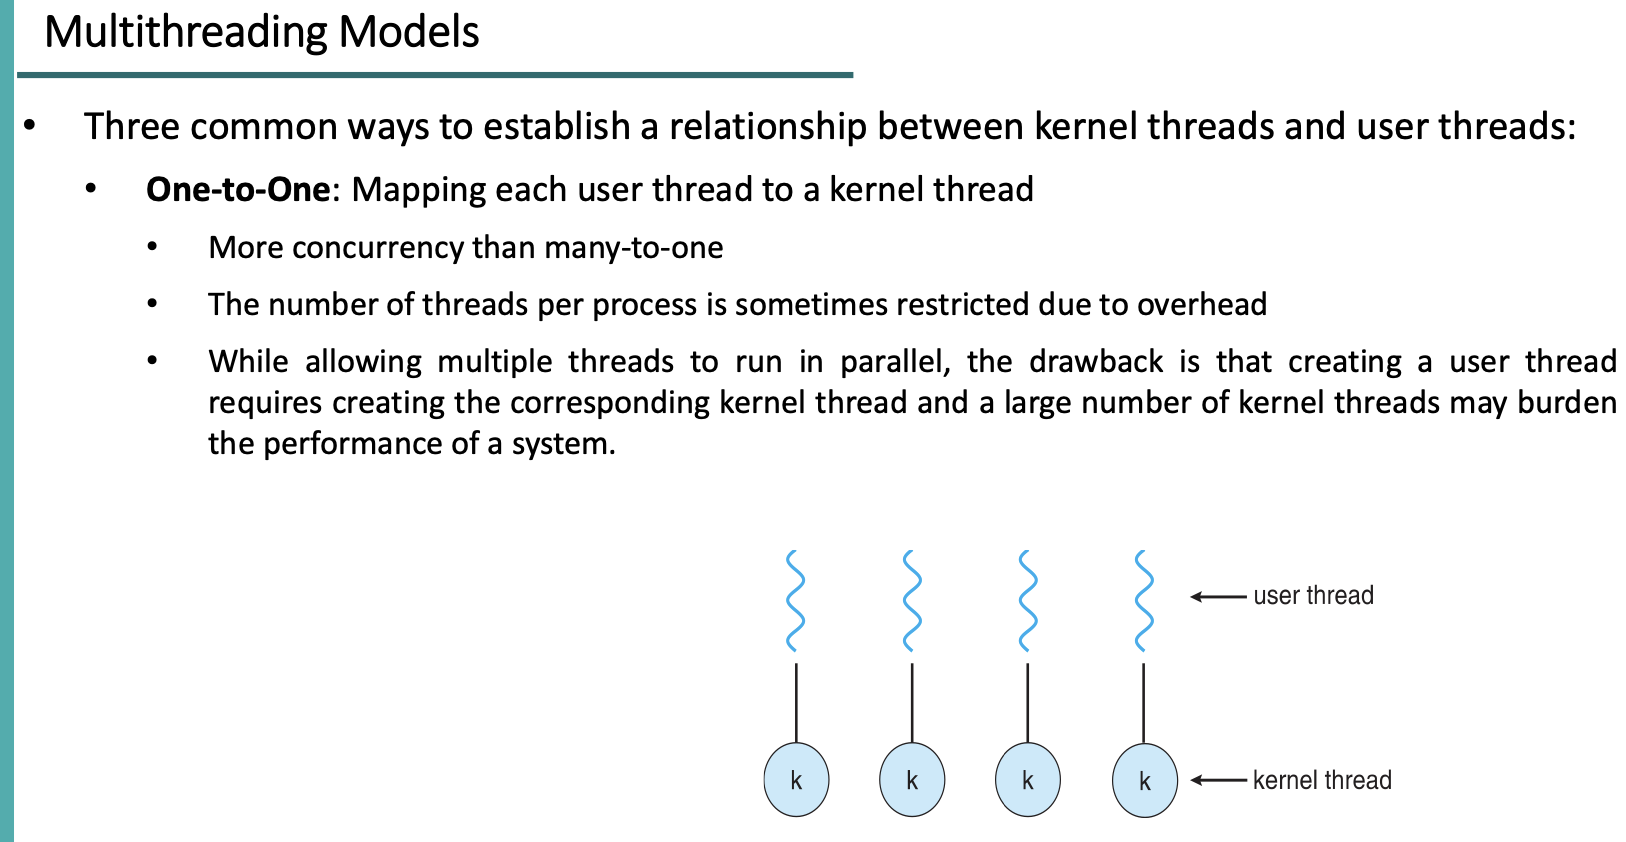 Multithreading Models
• Three common ways to establish a relationship between kernel threads and user threads:
• One-to-One: Mapping each user thread to a kernel thread
• More concurrency than many-to-one
• The number of threads per process is sometimes restricted due to overhead
• While allowing multiple threads to run in parallel, the drawback is that creating a user thread
requires creating the corresponding kernel thread and a large number of kernel threads may burden
the performance of a system.
user thread
k k k k kernel thread